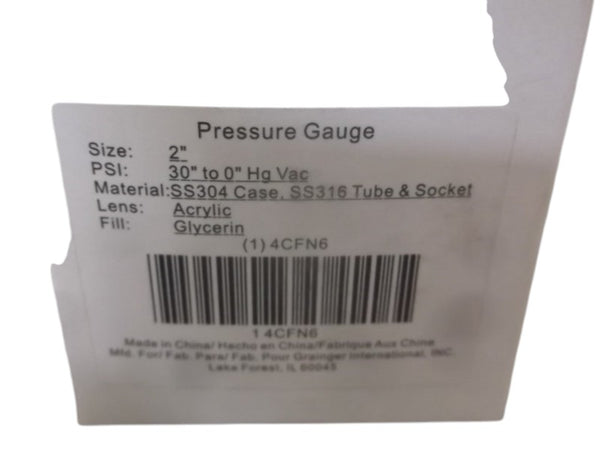 Pressure Gauge
Size: 2"
PSI: 30" to 0" Hg Vac
Material: SS304 Case, SS316 Tube & Socket
Lens: Acrylic
Fill: Glycerin
(1) 4CFN6
1 4CFN6
Made in China/ Hecho en China/Fabrique Aux Chine
Mfd. For/ Fab. Para/ Fab. Pour Grainger International, INC.
Lake Forest, IL 60045